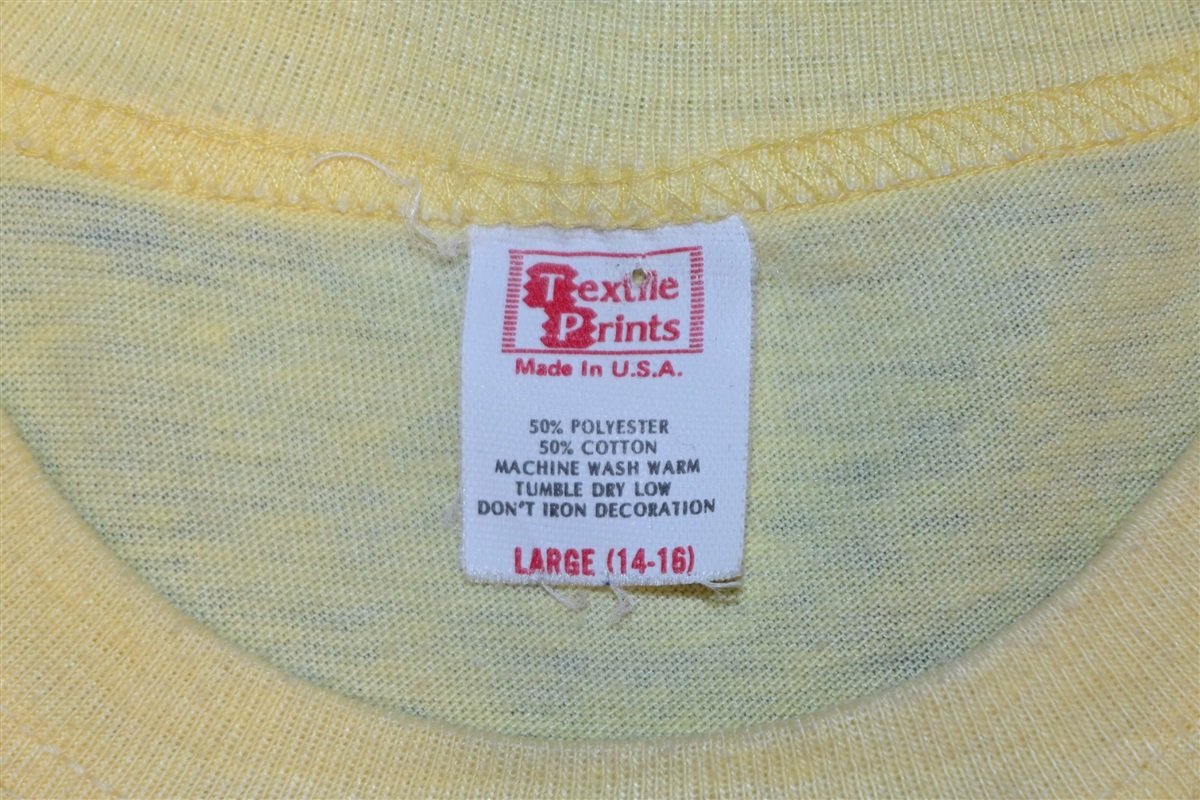 Textile
Prints
Made In U.S.A.
50% POLYESTER
50% COTTON
MACHINE WASH WARM
TUMBLE DRY LOW
DON'T IRON DECORATION
LARGE (14-16)